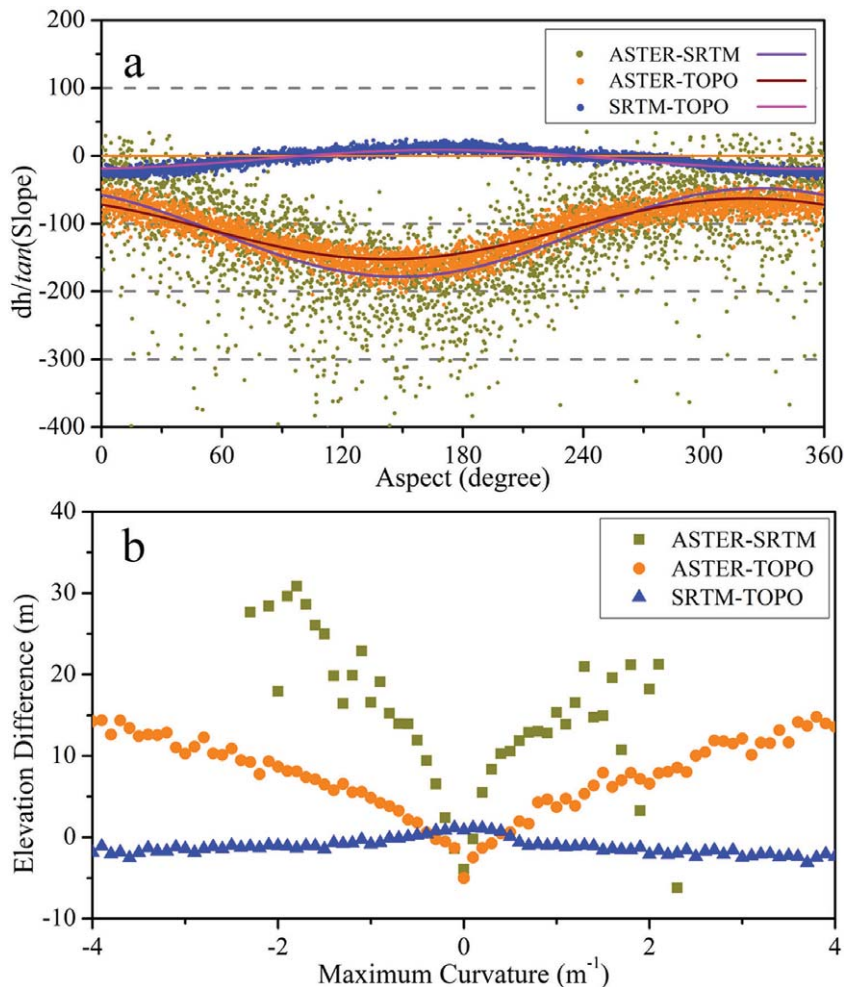 200
100
0
-100
-200
-300
-400
dh/tan(Slope)
a
ASTER-SRTM
ASTER-TOPO
SRTM-TOPO
0 60 120 180 240 300 360
Aspect (degree)
40
30
20
10
0
-10
Elevation Difference (m)
b
ASTER-SRTM
ASTER-TOPO
SRTM-TOPO
-4 -2 0 2 4
Maximum Curvature (m⁻¹)